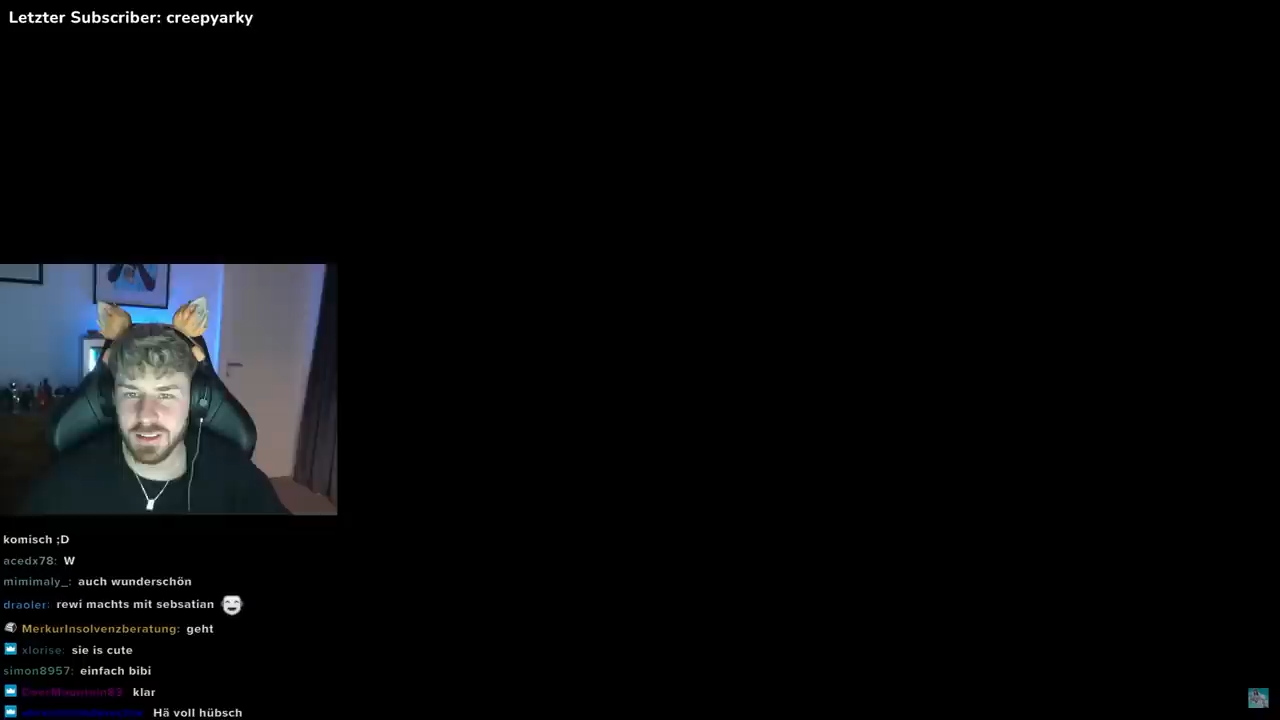 Letzter Subscriber: creepyarky
komisch ;D
acedx78: W
mimimaly_: auch wunderschön
draoler: rewi machts mit sebsatian
MerkurInsolvenzberatung: geht
xlorise: sie is cute
simon8957: einfach bibi
klar
Hä voll hübsch